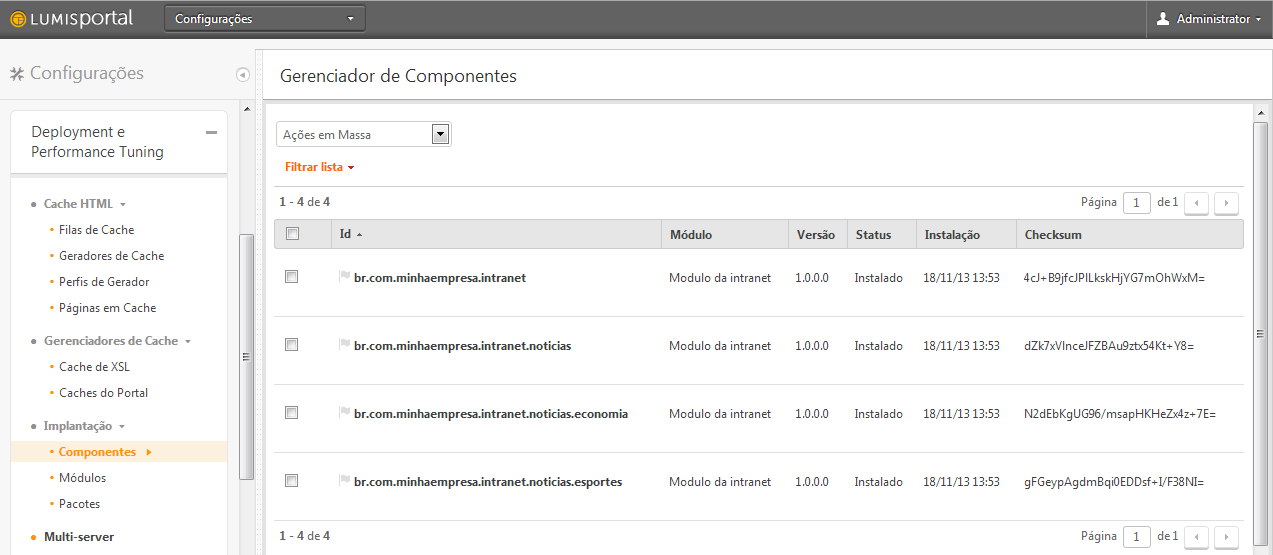 LUMISPORTAL
Configurações
Administrator
Configurações
Deployment e
Performance Tuning
Cache HTML
Filas de Cache
Geradores de Cache
Perfis de Gerador
Páginas em Cache
Gerenciadores de Cache
Cache de XSL
Caches do Portal
Implantação
Componentes
Módulos
Pacotes
Multi-server
Gerenciador de Componentes
Ações em Massa
Filtrar lista
1 - 4 de 4 Página 1 de 1
Id Módulo Versão Status Instalação Checksum
br.com.minhaempresa.intranet Modulo da intranet 1.0.0.0 Instalado 18/11/13 13:53 4cJ+B9jfcJPILkskHjYG7mOhWxM=
br.com.minhaempresa.intranet.noticias Modulo da intranet 1.0.0.0 Instalado 18/11/13 13:53 dZk7xVInceJFZBAu9ztx54Kt+Y8=
br.com.minhaempresa.intranet.noticias.economia Modulo da intranet 1.0.0.0 Instalado 18/11/13 13:53 N2dEbKgUG96/msapHKHeZx4z+7E=
br.com.minhaempresa.intranet.noticias.esportes Modulo da intranet 1.0.0.0 Instalado 18/11/13 13:53 gFGeypAgdmBqi0EDDsf+I/F38NI=
1 - 4 de 4 Página 1 de 1